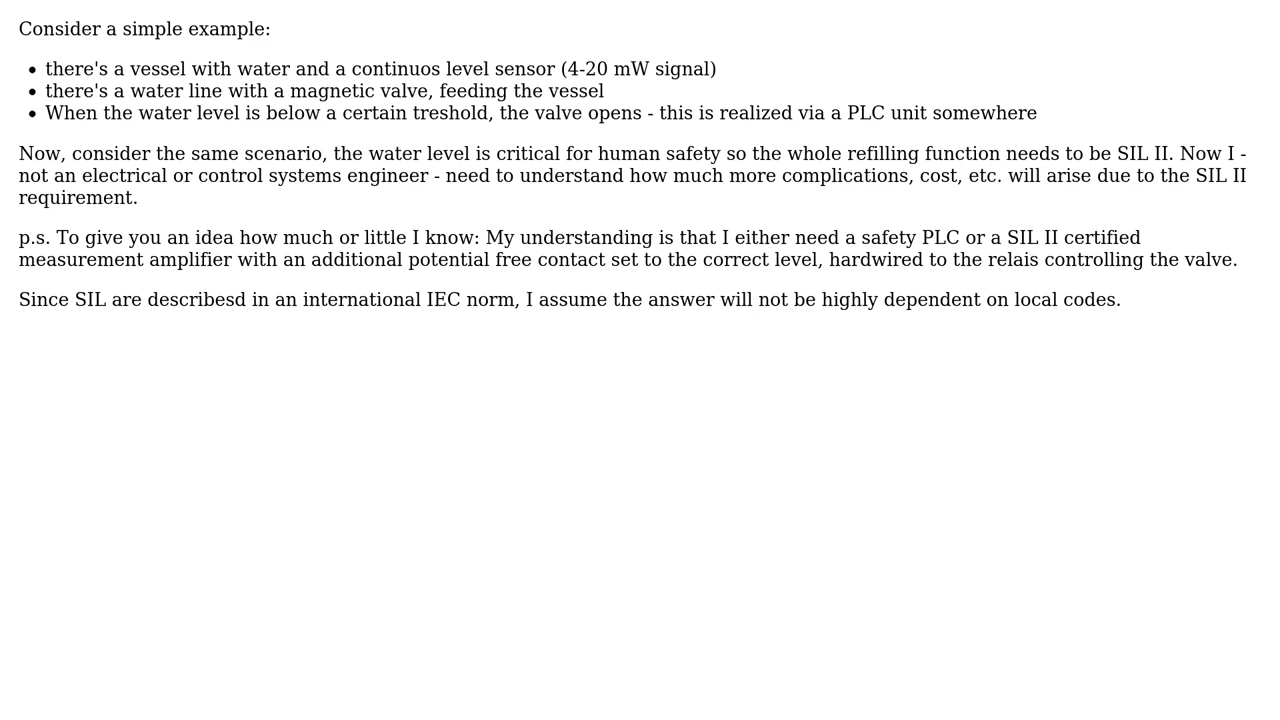 Consider a simple example:
there's a vessel with water and a continuos level sensor (4-20 mW signal)
there's a water line with a magnetic valve, feeding the vessel
When the water level is below a certain treshold, the valve opens - this is realized via a PLC unit somewhere
Now, consider the same scenario, the water level is critical for human safety so the whole refilling function needs to be SIL II. Now I -
not an electrical or control systems engineer - need to understand how much more complications, cost, etc. will arise due to the SIL II
requirement.
p.s. To give you an idea how much or little I know: My understanding is that I either need a safety PLC or a SIL II certified
measurement amplifier with an additional potential free contact set to the correct level, hardwired to the relais controlling the valve.
Since SIL are describesd in an international IEC norm, I assume the answer will not be highly dependent on local codes.